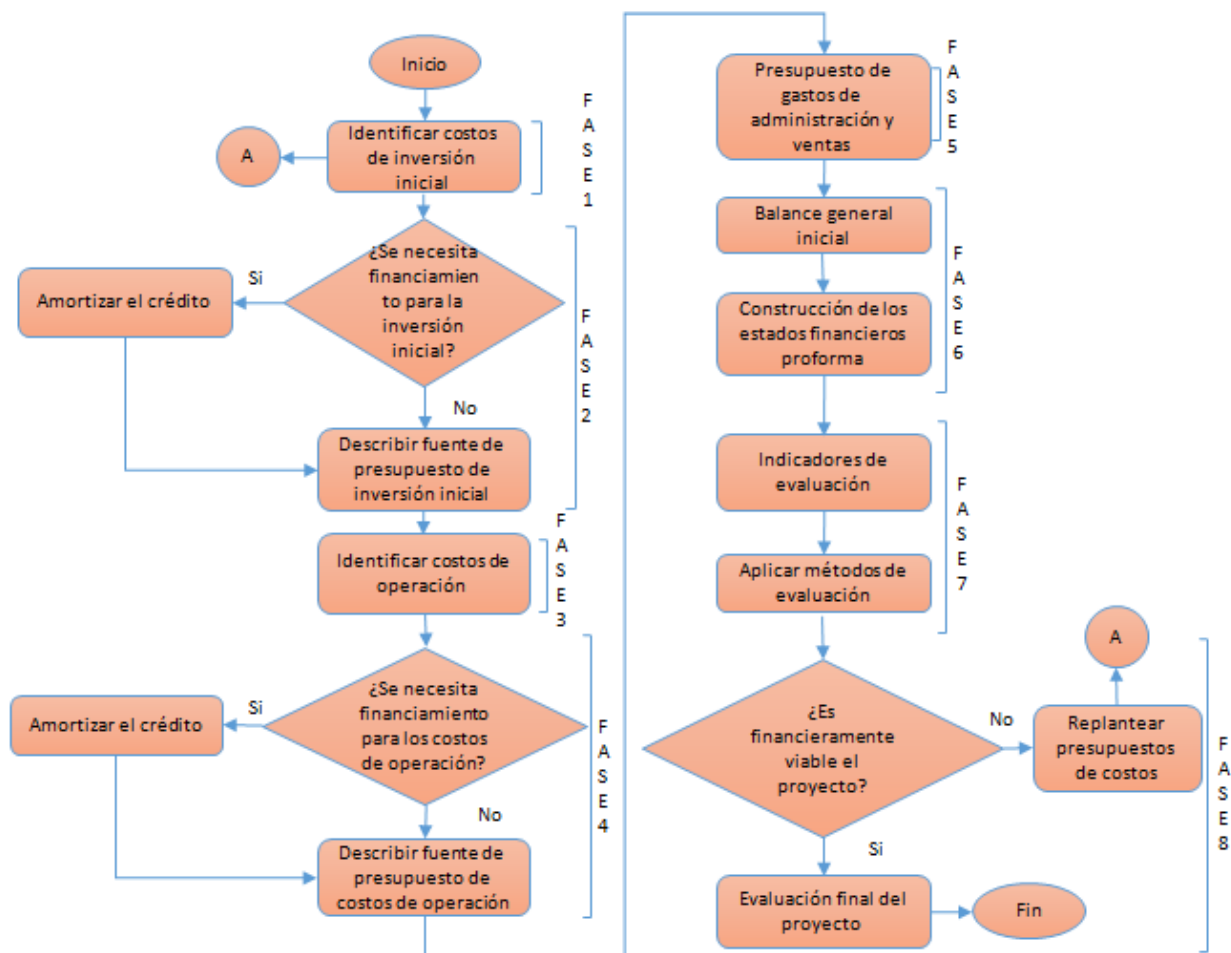 Inicio
Identificar costos
de inversión
inicial
A
F
A
S
E
1
¿Se necesita
financiamien
to para la
inversión
inicial?
Si
Amortizar el crédito
No
Describir fuente de
presupuesto de
inversión inicial
F
A
S
E
2
Identificar costos de
operación
F
A
S
E
3
¿Se necesita
financiamiento
para los costos
de operación?
Si
Amortizar el crédito
No
Describir fuente de
presupuesto de
costos de operación
F
A
S
E
4
Presupuesto de
gastos de
administración y
ventas
F
A
S
E
5
Balance general
inicial
Construcción de los
estados financieros
proforma
F
A
S
E
6
Indicadores de
evaluación
Aplicar métodos de
evaluación
F
A
S
E
7
¿Es
financieramente
viable el
proyecto?
No
Replantear
presupuestos
de costos
A
Si
Evaluación final del
proyecto
Fin
F
A
S
E
8